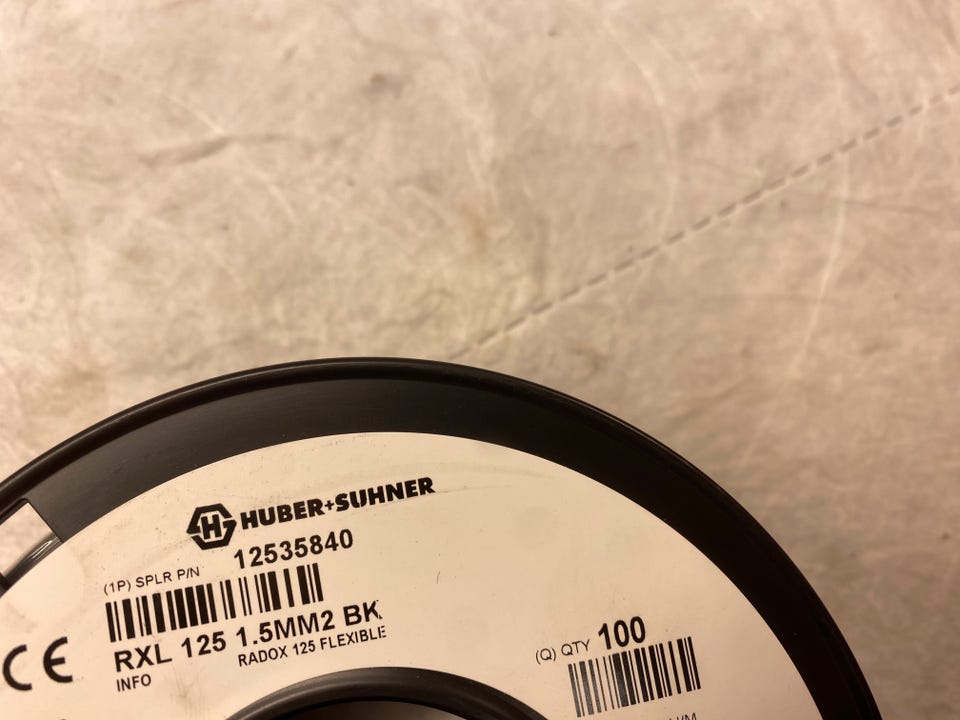 HUBER+SUHNER
(1P) SPLR P/N 12535840
RXL 125 1.5MM2 BK
INFO RADOX 125 FLEXIBLE
(Q) QTY 100
CE